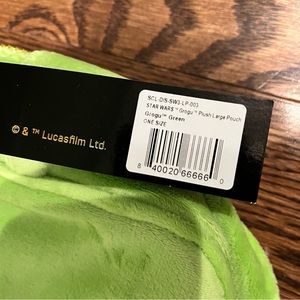 SCL-DIS-SW3-LP-003
STAR WARS™ Grogu™ Plush Large Pouch
Grogu™ Green
ONE SIZE
© & ™ Lucasfilm Ltd.
8 40020 66666 0